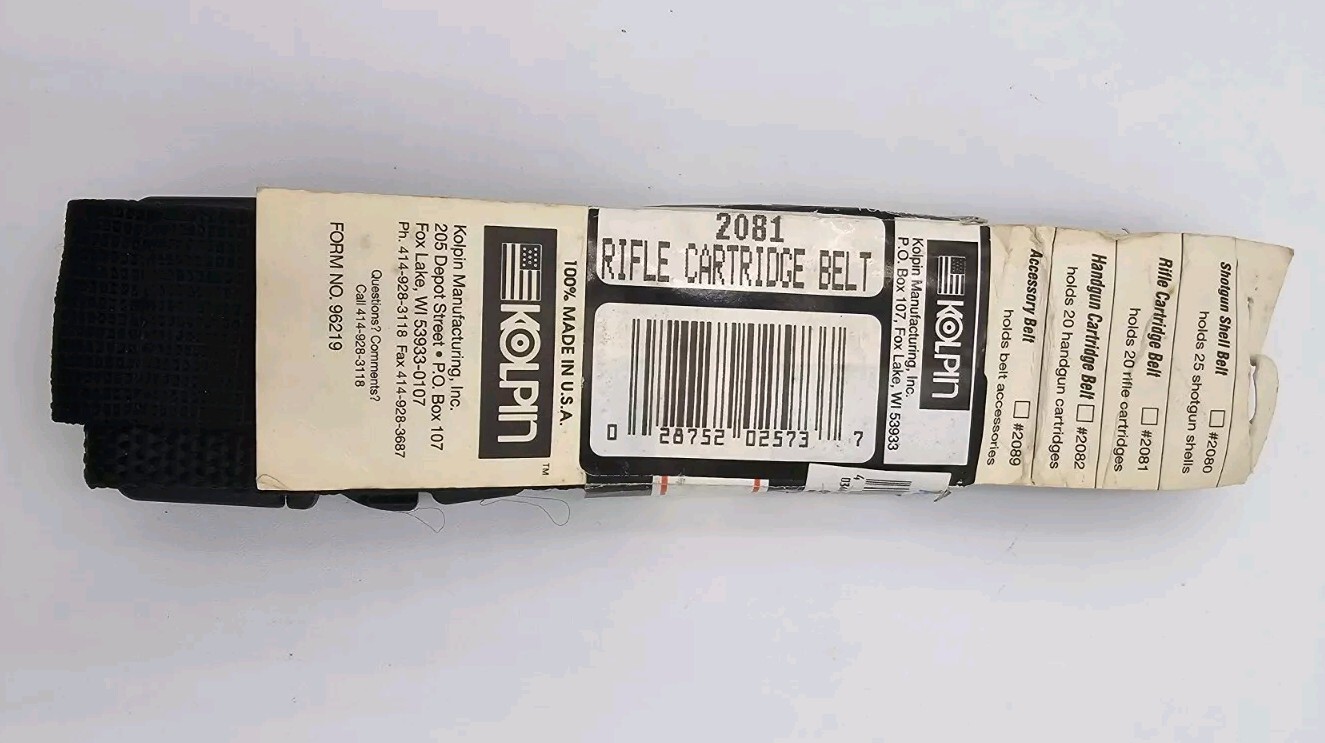 Shotgun Shell Belt
#2080
holds 25 shotgun shells
Rifle Cartridge Belt
#2081
holds 20 rifle cartridges
Handgun Cartridge Belt
#2082
holds 20 handgun cartridges
Accessory Belt
#2089
holds belt accessories
KOLPIN
Kolpin Manufacturing, Inc.
P.O. Box 107, Fox Lake, WI 53933
2081
RIFLE CARTRIDGE BELT
0 28752 02573 7
100% MADE IN U.S.A.
KOLPIN™
Kolpin Manufacturing, Inc.
205 Depot Street • P.O. Box 107
Fox Lake, WI 53933-0107
Ph. 414-928-3118 Fax 414-928-3687
Questions? Comments?
Call 414-928-3118
FORM NO. 96219